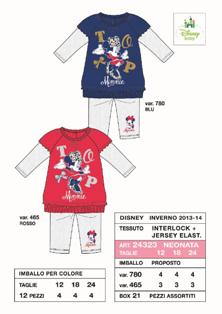 Disney
baby
var. 780
BLU
T O
P
Minnie
var. 465
ROSSO
T O
P
Minnie
DISNEY INVERNO 2013-14
TESSUTO INTERLOCK + JERSEY ELAST.
ART. 24323 NEONATA
TAGLIE 12 18 24
IMBALLO PROPOSTO
var. 780 4 4 4
var. 465 3 3 3
BOX 21 PEZZI ASSORTITI
IMBALLO PER COLORE
TAGLIE 12 18 24
12 PEZZI 4 4 4